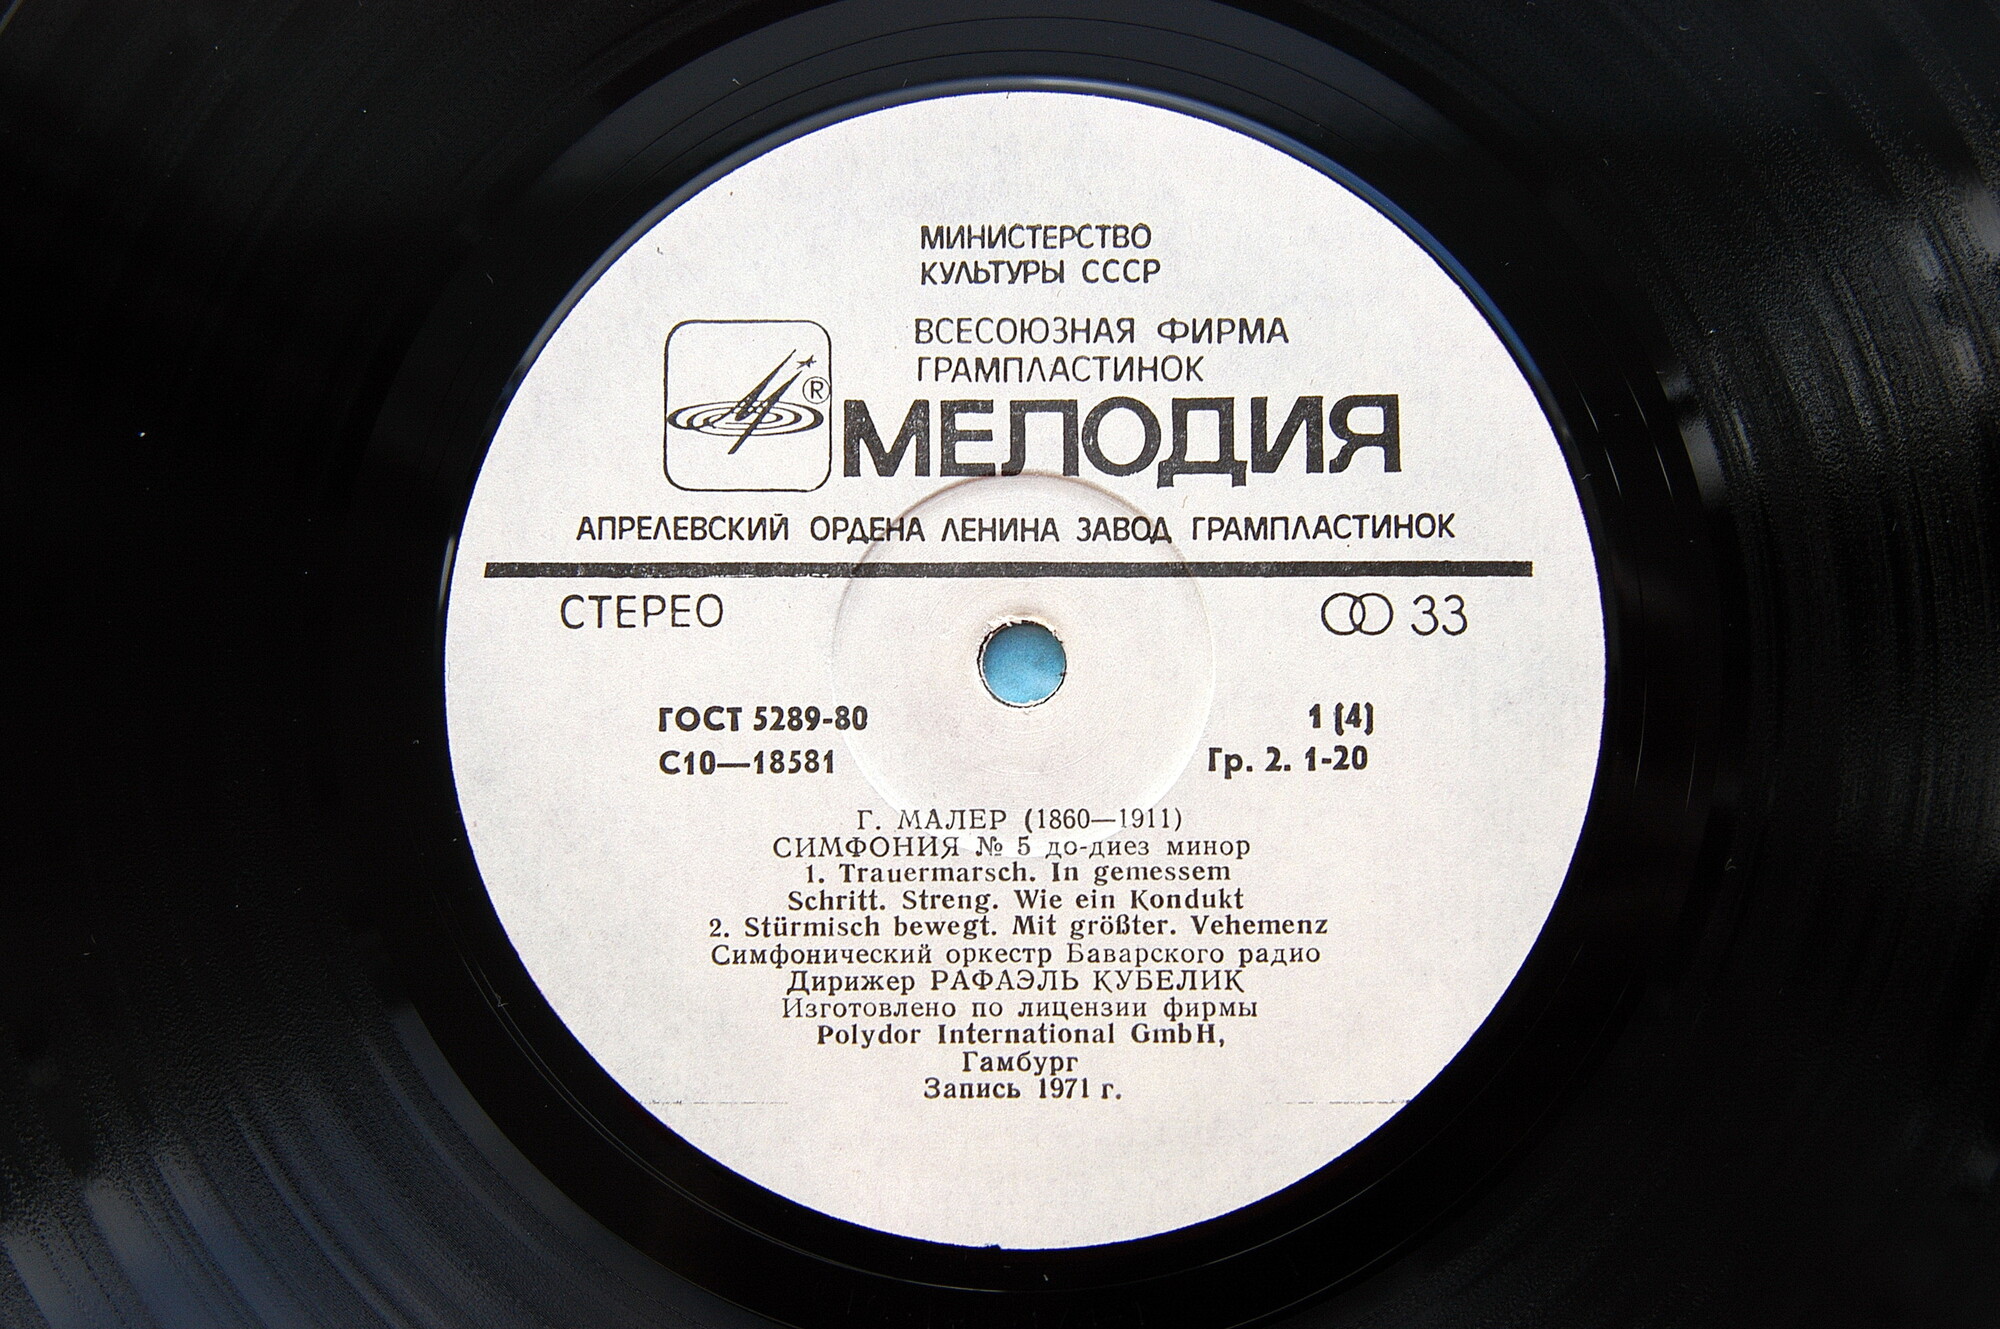 МИНИСТЕРСТВО
КУЛЬТУРЫ СССР
ВСЕСОЮЗНАЯ ФИРМА
ГРАМПЛАСТИНОК
®
МЕЛОДИЯ
АПРЕЛЕВСКИЙ ОРДЕНА ЛЕНИНА ЗАВОД ГРАМПЛАСТИНОК
СТЕРЕО
33
ГОСТ 5289-80
1 (4)
С10—18581
Гр. 2. 1-20
Г. МАЛЕР (1860—1911)
СИМФОНИЯ № 5 до-диез минор
1. Trauermarsch. In gemessem
Schritt. Streng. Wie ein Kondukt
2. Stürmisch bewegt. Mit größter. Vehemenz
Симфонический оркестр Баварского радио
Дирижер РАФАЭЛЬ КУБЕЛИК
Изготовлено по лицензии фирмы
Polydor International GmbH,
Гамбург
Запись 1971 г.